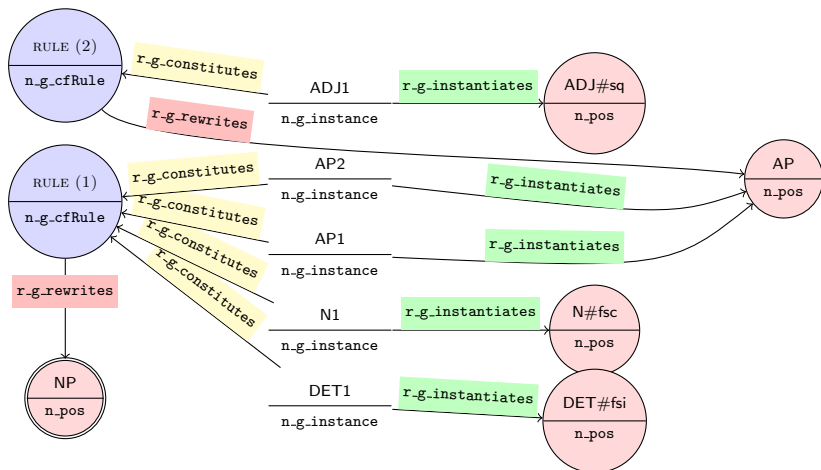 RULE (2)
n_g_cfRule
r_g_constitutes
ADJ1
n_g_instance
r_g_instantiates
ADJ#sq
n_pos
r_g_rewrites
AP
n_pos
RULE (1)
n_g_cfRule
r_g_constitutes
AP2
n_g_instance
r_g_instantiates
r_g_constitutes
AP1
n_g_instance
r_g_instantiates
r_g_constitutes
N1
n_g_instance
r_g_instantiates
N#fsc
n_pos
r_g_constitutes
DET1
n_g_instance
r_g_instantiates
DET#fsi
n_pos
r_g_rewrites
NP
n_pos